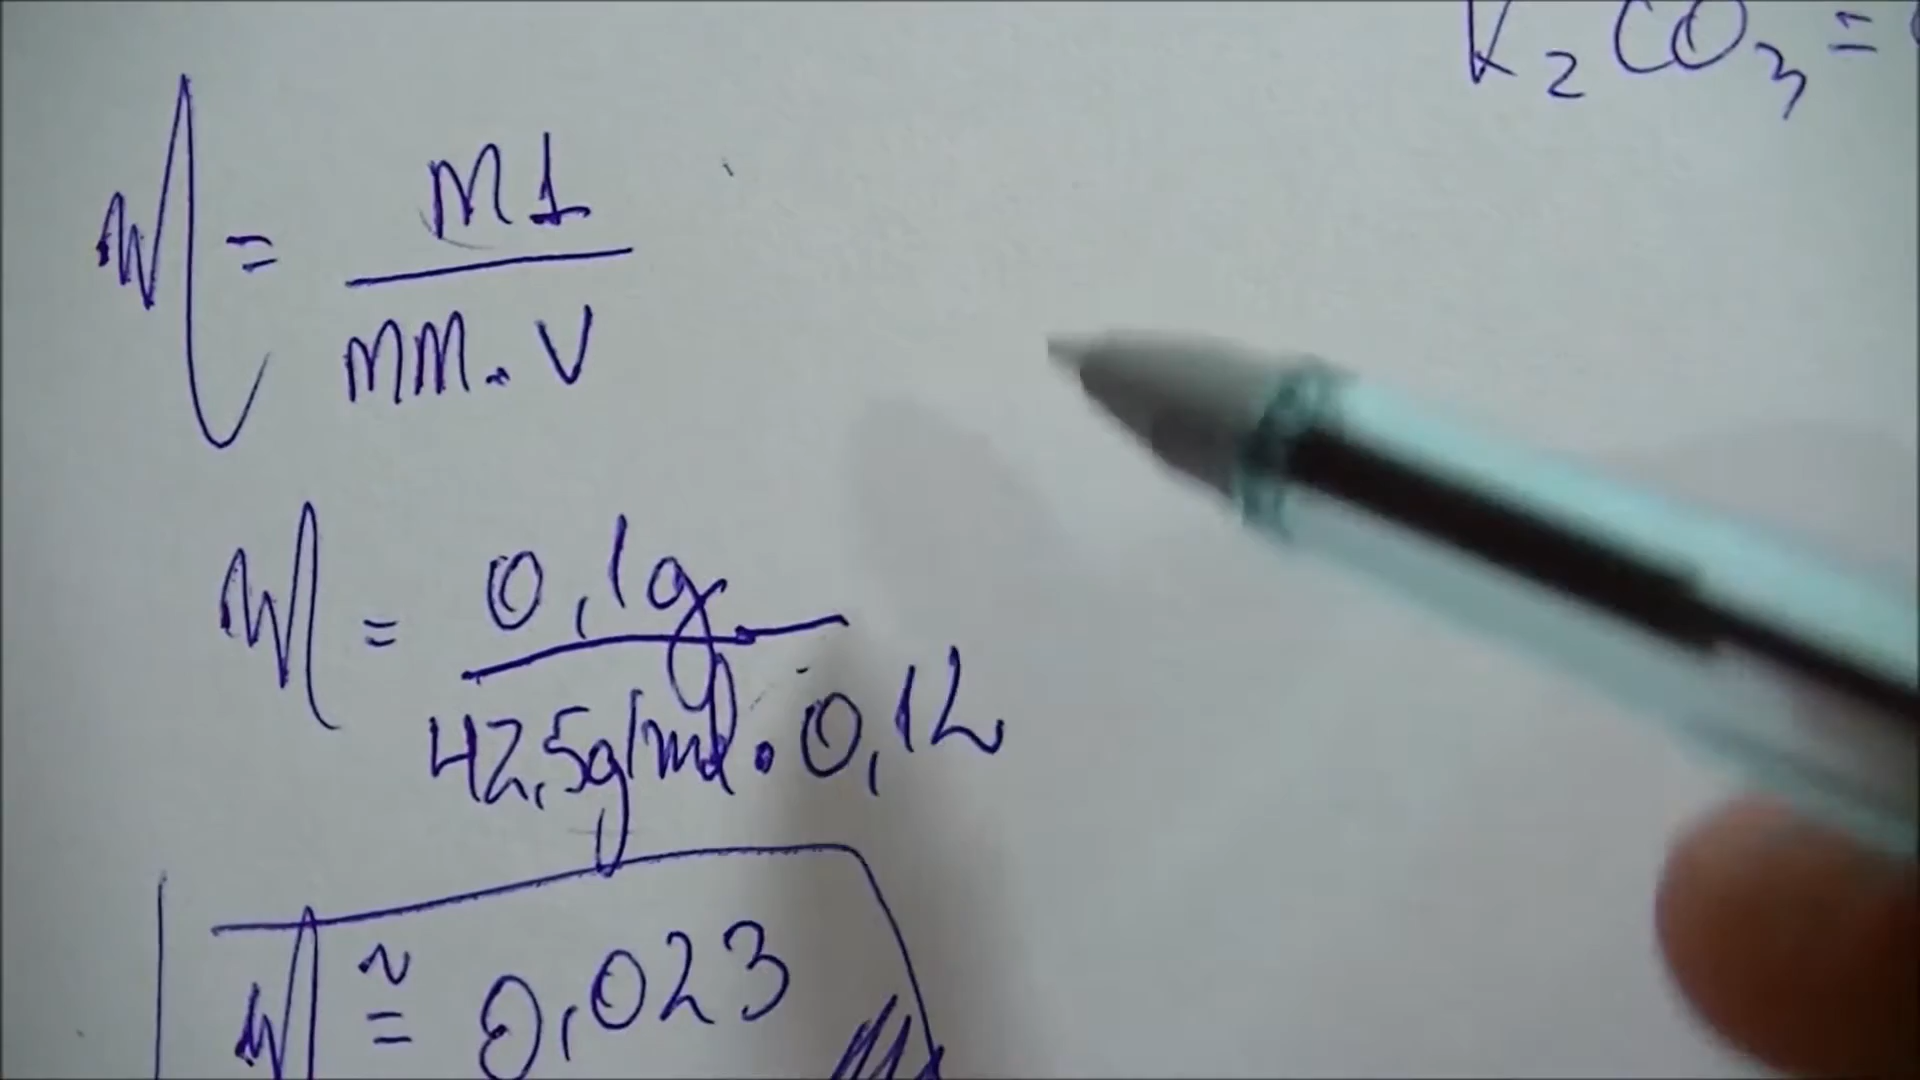 K₂CO₃ =
M = m1 / MM . V
M = 0,1g / 42,5g/mol . 0,1L
M ≅ 0,023